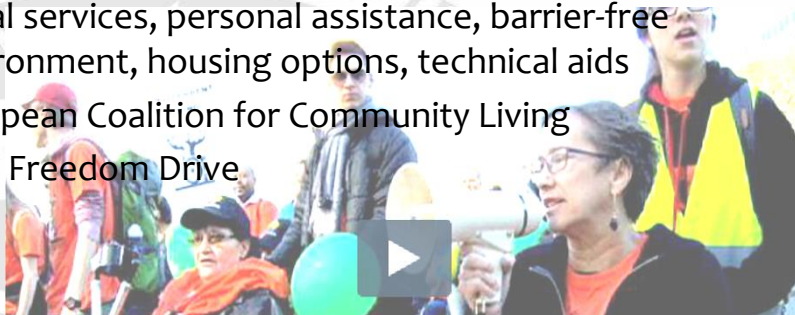 al services, personal assistance, barrier-free
ronment, housing options, technical aids
pean Coalition for Community Living
Freedom Drive